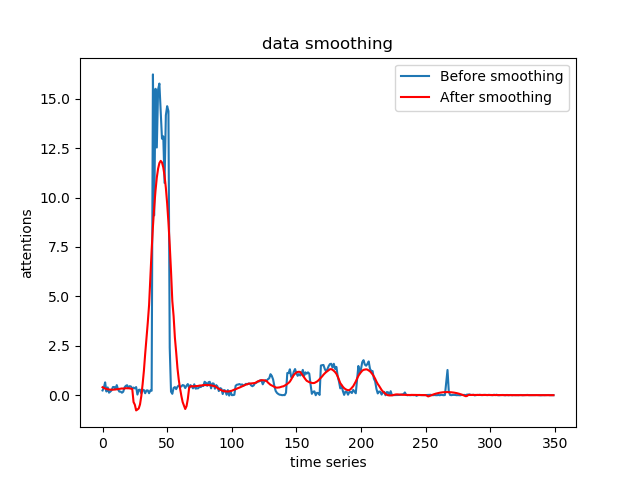 data smoothing
Before smoothing
After smoothing
15.0
12.5
10.0
7.5
5.0
2.5
0.0
attentions
0 50 100 150 200 250 300 350
time series